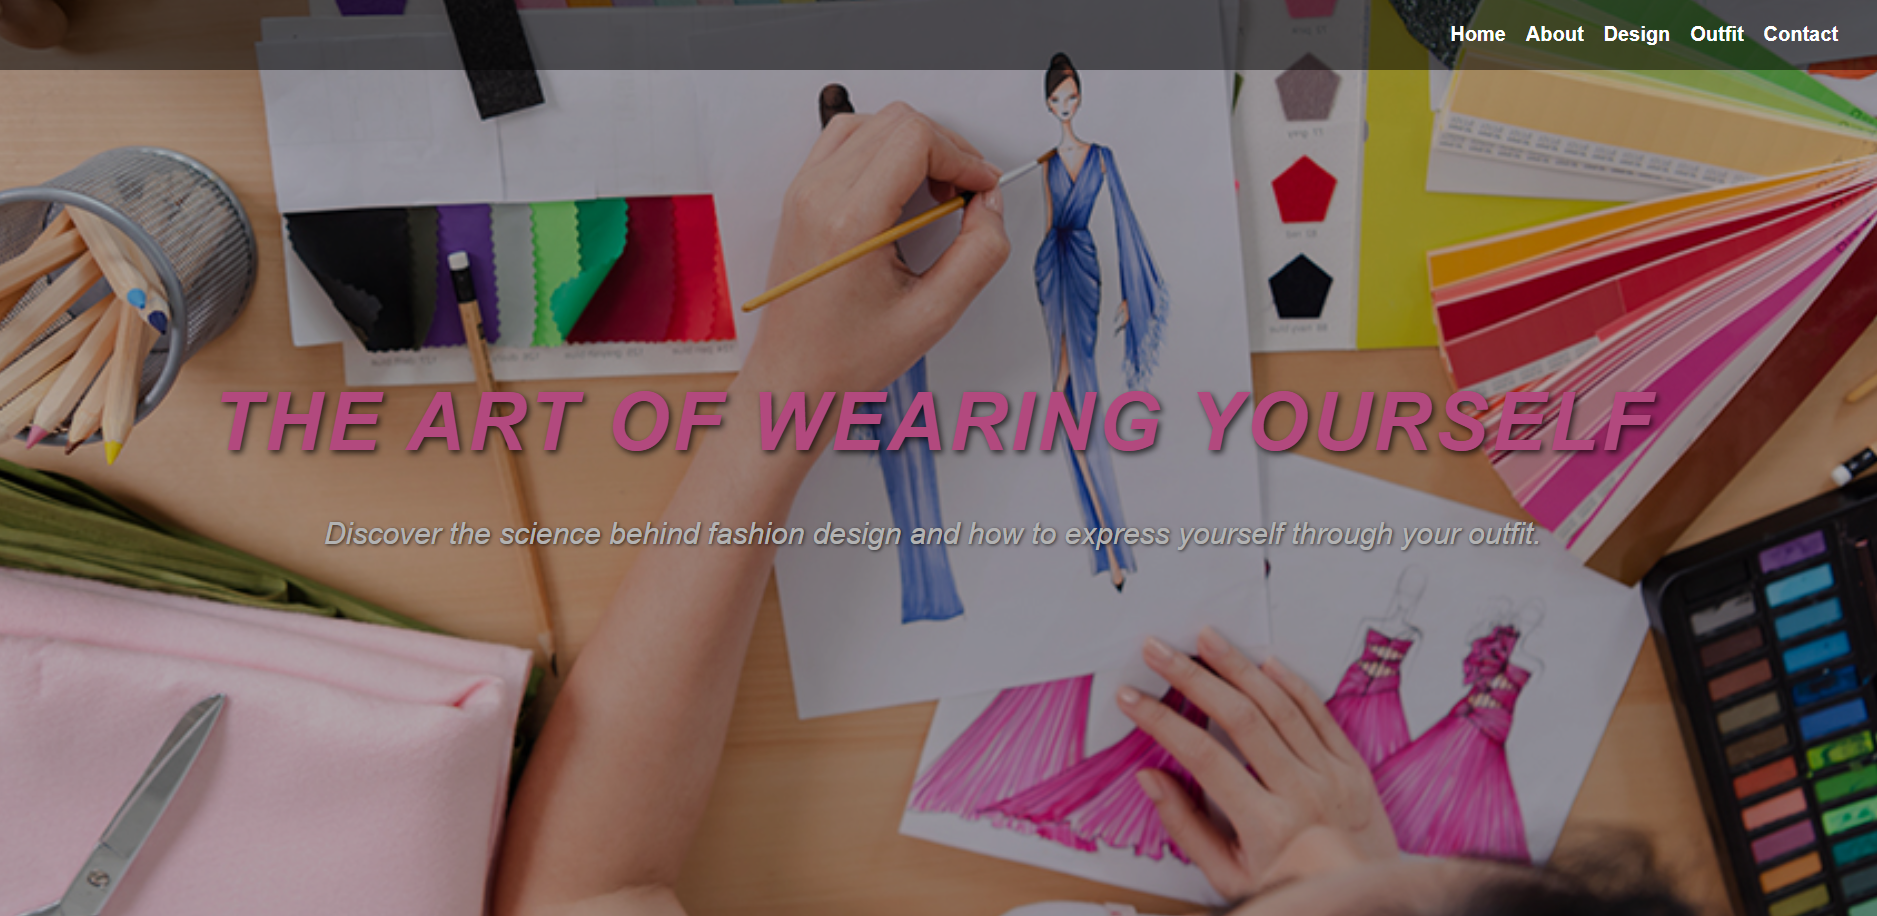 Home About Design Outfit Contact
THE ART OF WEARING YOURSELF
Discover the science behind fashion design and how to express yourself through your outfit.